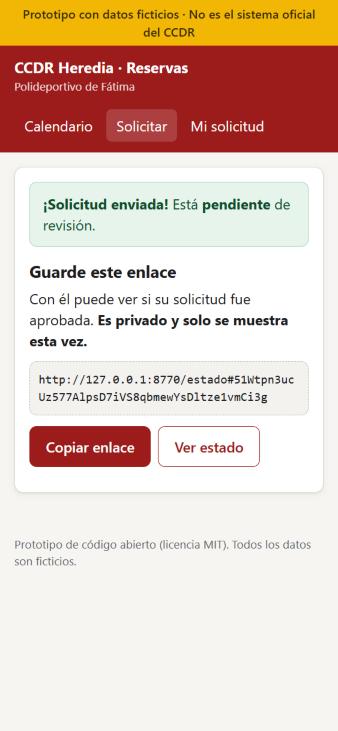 Prototipo con datos ficticios · No es el sistema oficial
del CCDR
CCDR Heredia · Reservas
Polideportivo de Fátima
Calendario Solicitar Mi solicitud
¡Solicitud enviada! Está pendiente de
revisión.
Guarde este enlace
Con él puede ver si su solicitud fue
aprobada. Es privado y solo se muestra
esta vez.
http://127.0.0.1:8770/estado#51Wtpn3uc
Uz577AlpsD7iVS8qbmewYsDltze1vmCi3g
Copiar enlace Ver estado
Prototipo de código abierto (licencia MIT). Todos los datos
son ficticios.